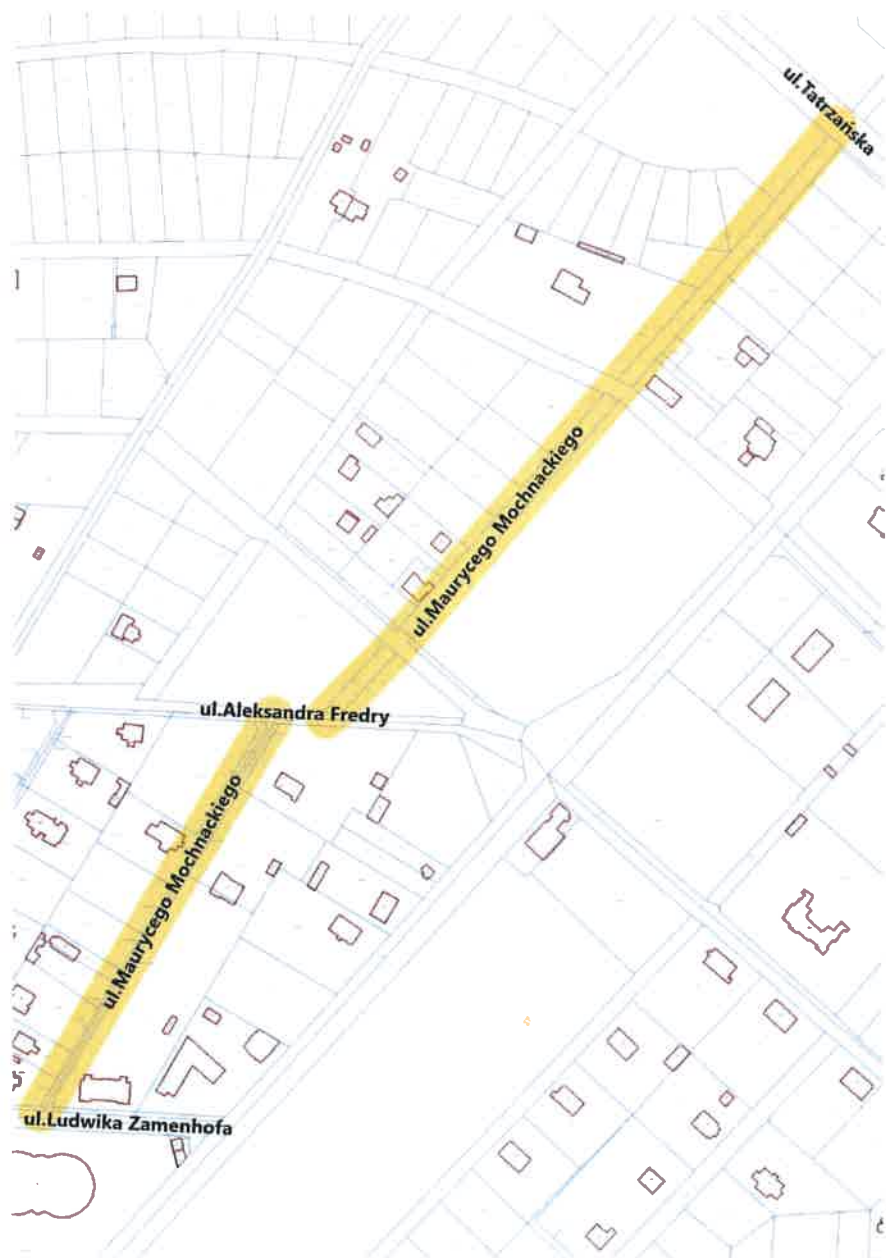 ul.Tatrzańska
ul.Maurycego Mochnackiego
ul.Aleksandra Fredry
ul.Maurycego Mochnackiego
ul.Ludwika Zamenhofa